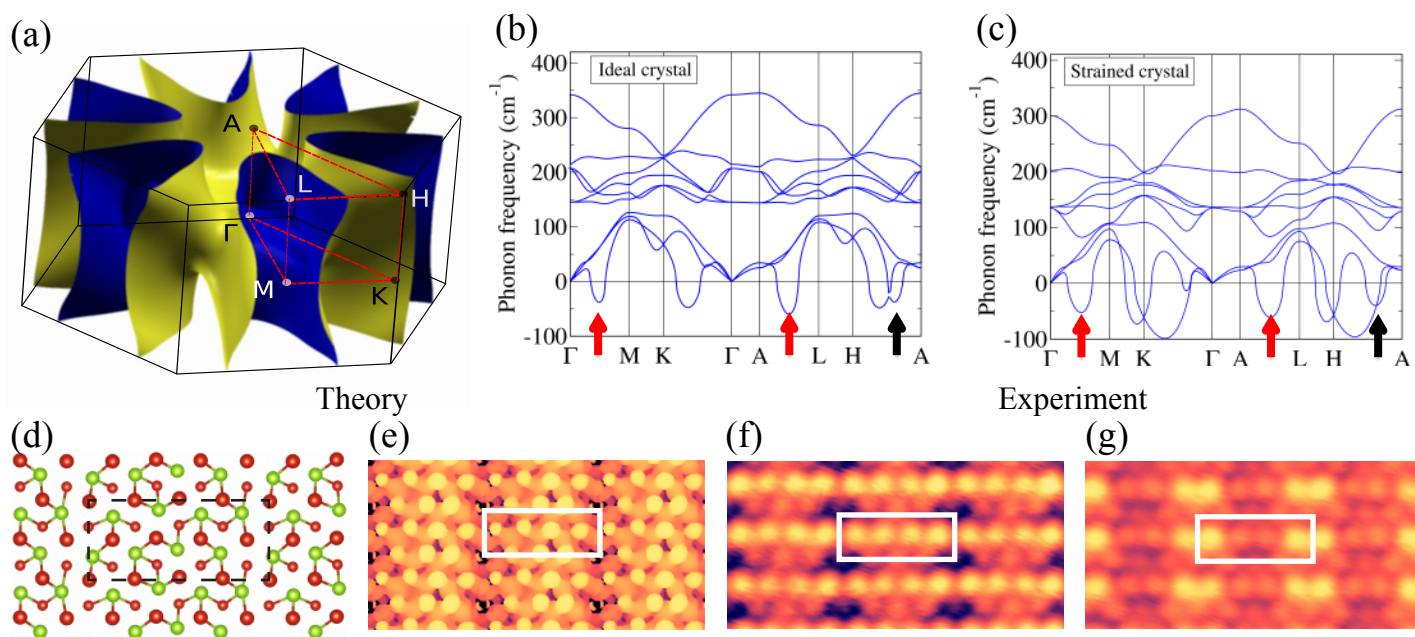 (a)
A
L
H
Γ
M
K
(b)
Ideal crystal
Phonon frequency (cm⁻¹)
400
300
200
100
0
-100
Γ M K Γ A L H A
(c)
Strained crystal
Phonon frequency (cm⁻¹)
400
300
200
100
0
-100
Γ M K Γ A L H A
Theory
Experiment
(d)
(e)
(f)
(g)